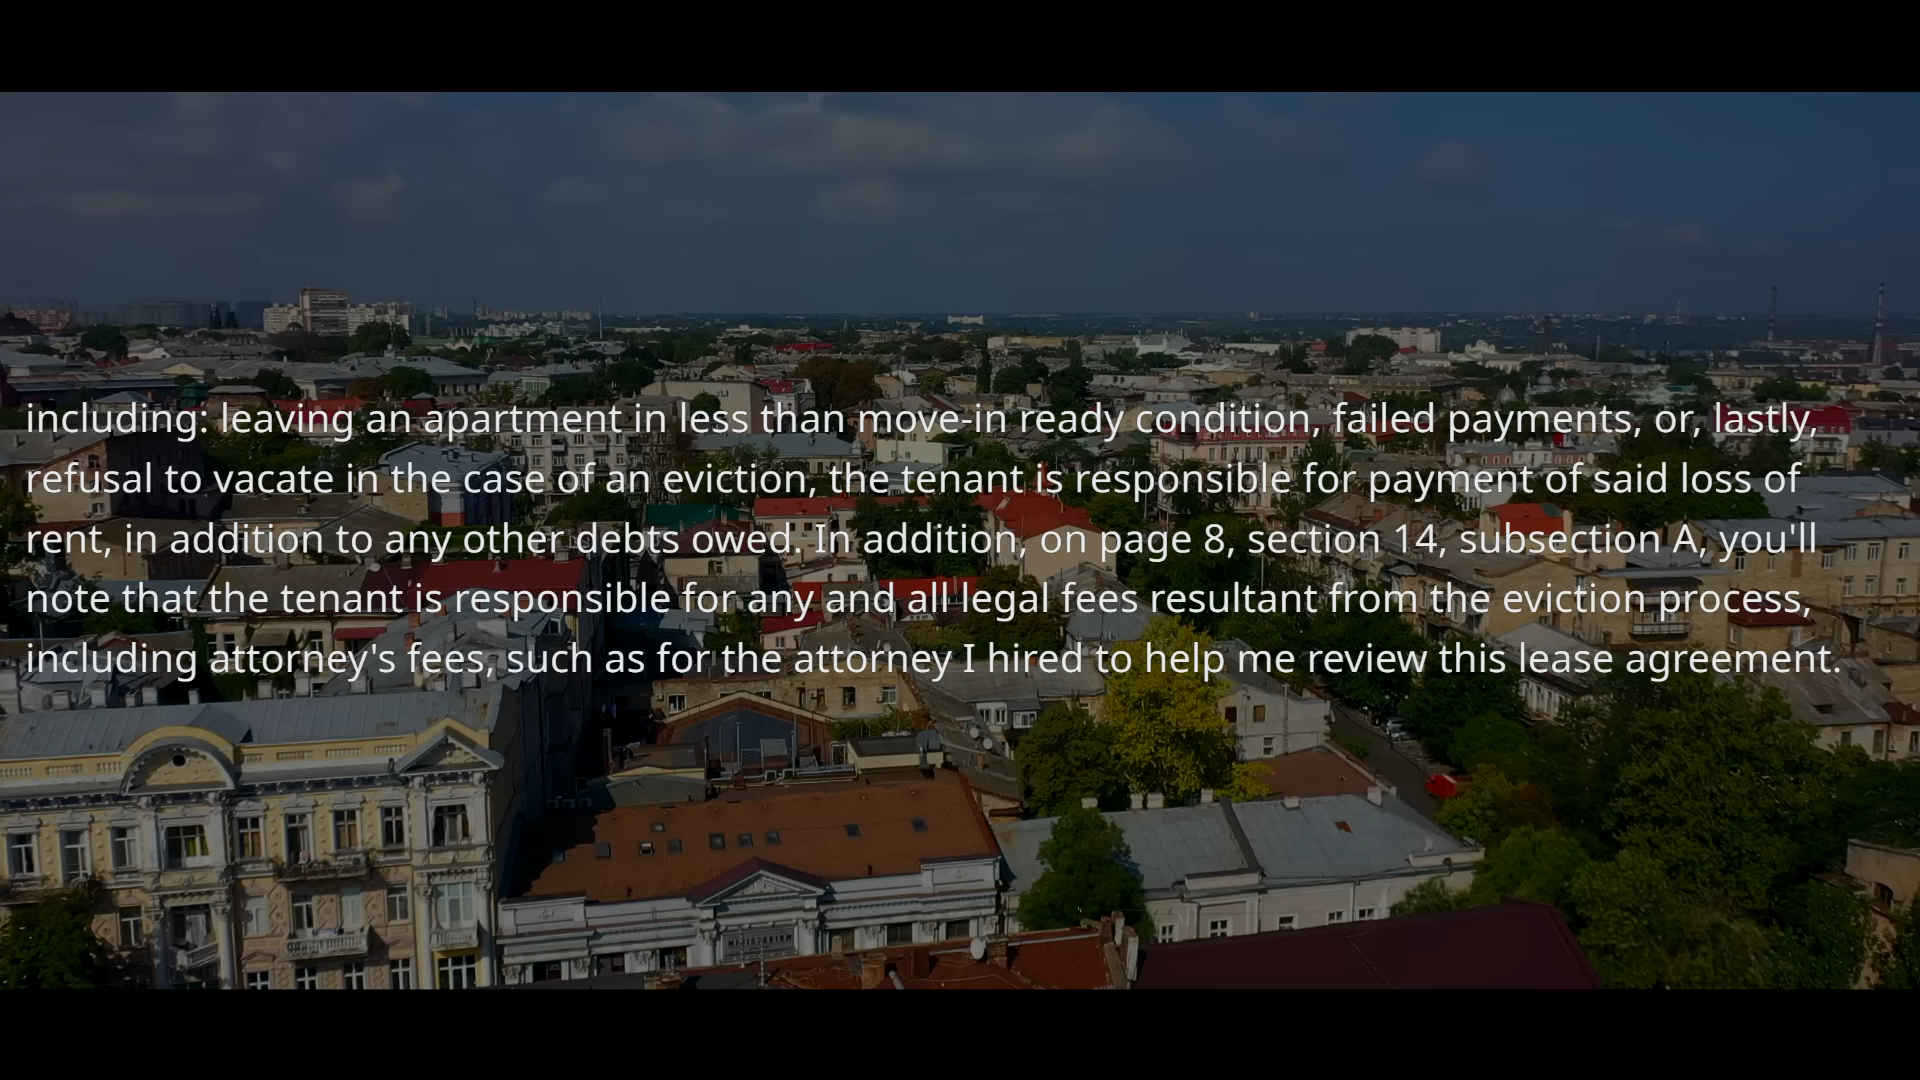 including: leaving an apartment in less than move-in ready condition, failed payments, or, lastly,
refusal to vacate in the case of an eviction, the tenant is responsible for payment of said loss of
rent, in addition to any other debts owed. In addition, on page 8, section 14, subsection A, you'll
note that the tenant is responsible for any and all legal fees resultant from the eviction process,
including attorney's fees, such as for the attorney I hired to help me review this lease agreement.